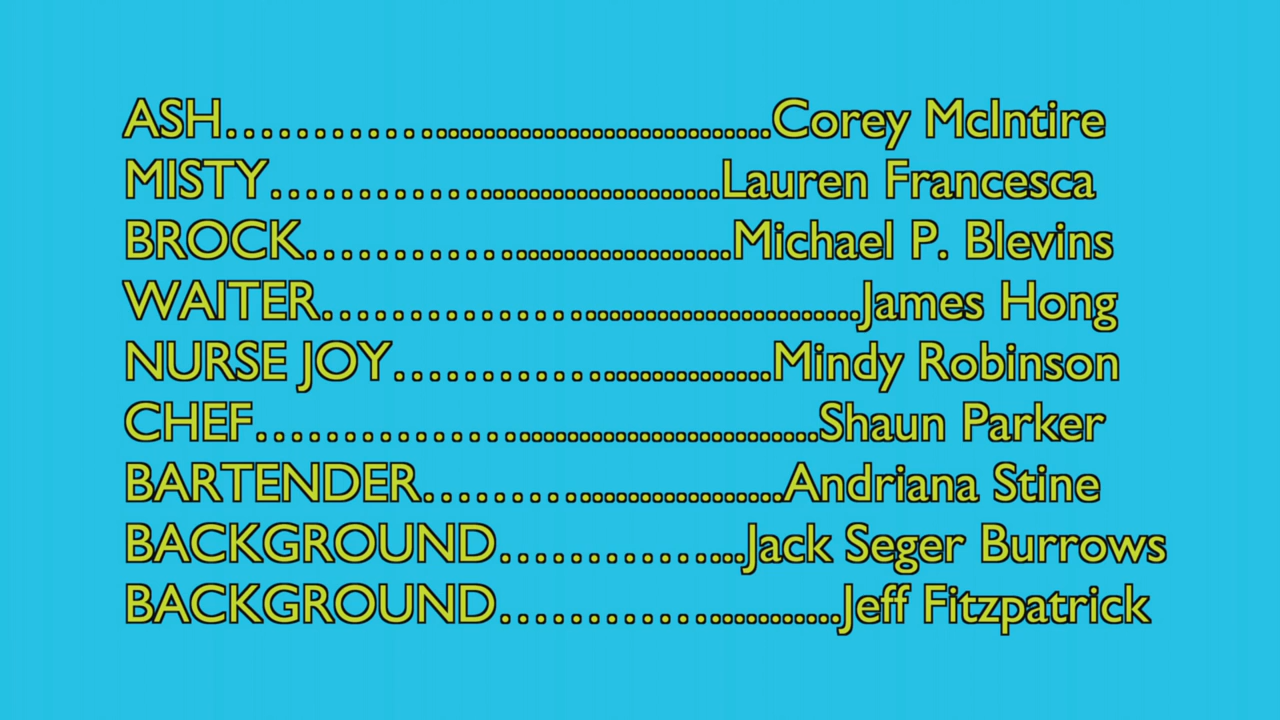 ASH....................................Corey McIntire
MISTY..............................Lauren Francesca
BROCK............................Michael P. Blevins
WAITER...................................James Hong
NURSE JOY.......................Mindy Robinson
CHEF.....................................Shaun Parker
BARTENDER..........................Andriana Stine
BACKGROUND...............Jack Seger Burrows
BACKGROUND.....................Jeff Fitzpatrick